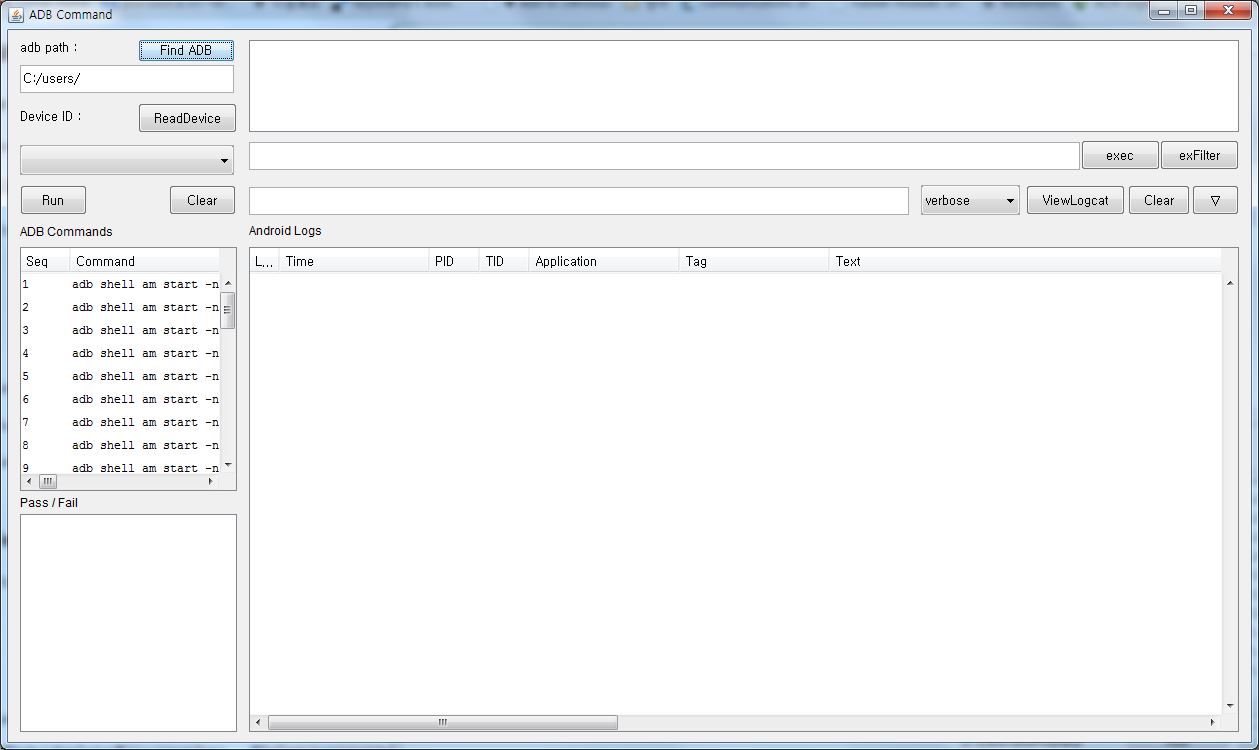 ADB Command
adb path :
Find ADB
C:/users/
Device ID :
ReadDevice
exec
exFilter
Run
Clear
verbose
ViewLogcat
Clear
▽
ADB Commands
Android Logs
Seq Command
L... Time PID TID Application Tag Text
1 adb shell am start -n
2 adb shell am start -n
3 adb shell am start -n
4 adb shell am start -n
5 adb shell am start -n
6 adb shell am start -n
7 adb shell am start -n
8 adb shell am start -n
9 adb shell am start -n
Pass / Fail